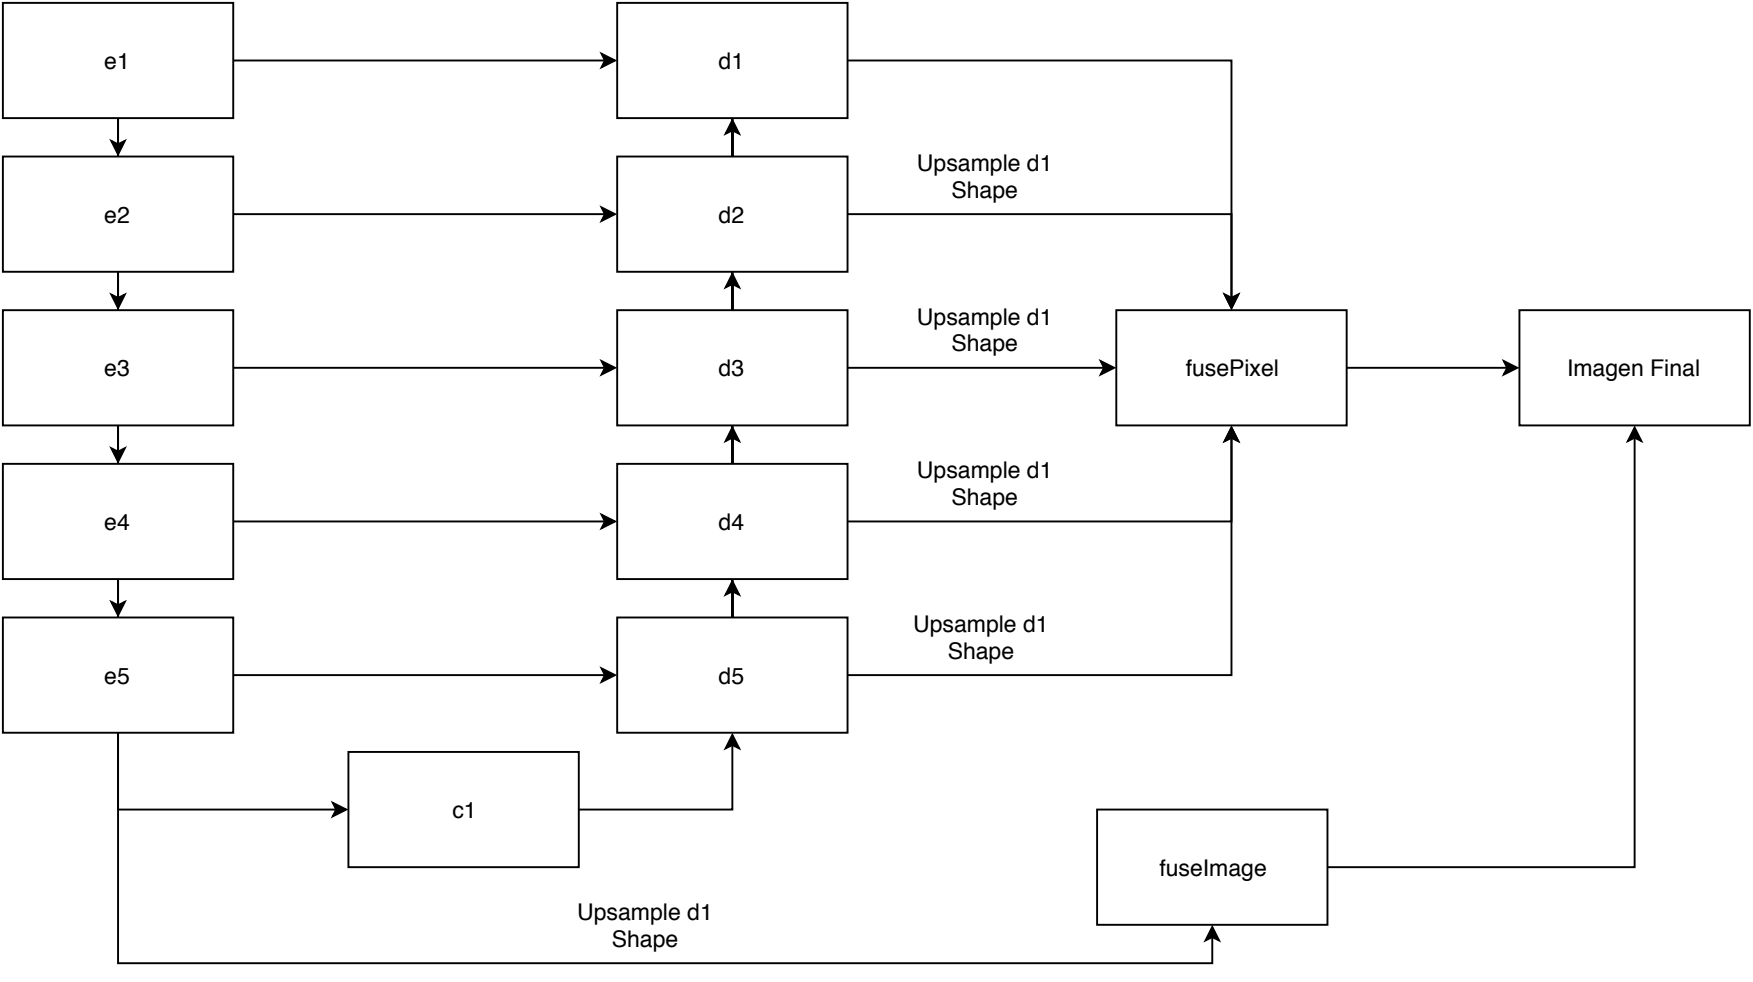 e1
d1
Upsample d1
Shape
e2
d2
Upsample d1
Shape
e3
d3
fusePixel
Imagen Final
Upsample d1
Shape
e4
d4
Upsample d1
Shape
e5
d5
c1
fuseImage
Upsample d1
Shape